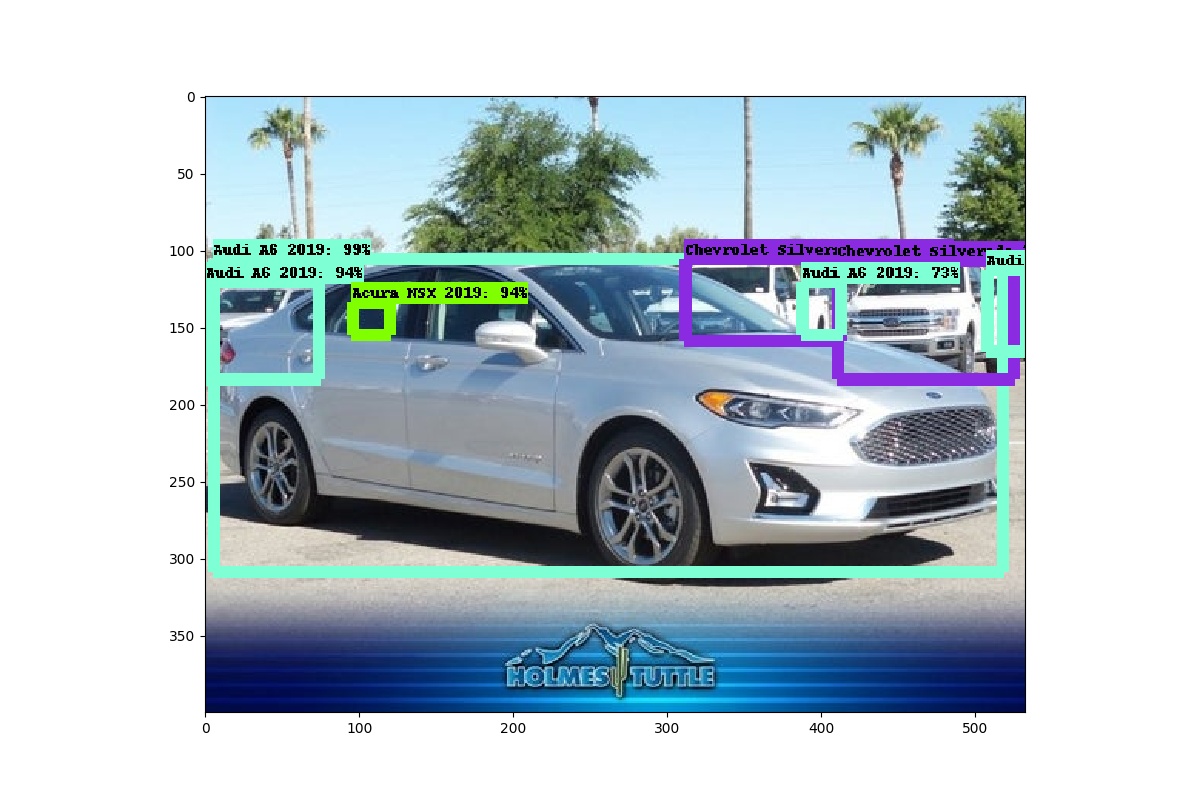 0
50
100
150
200
250
300
350
Audi A6 2019: 99%
Audi A6 2019: 94%
Acura NSX 2019: 94%
Chevrolet Silver
Chevrolet Silver
Audi
Audi A6 2019: 73%
HOLMES TUTTLE
0
100
200
300
400
500